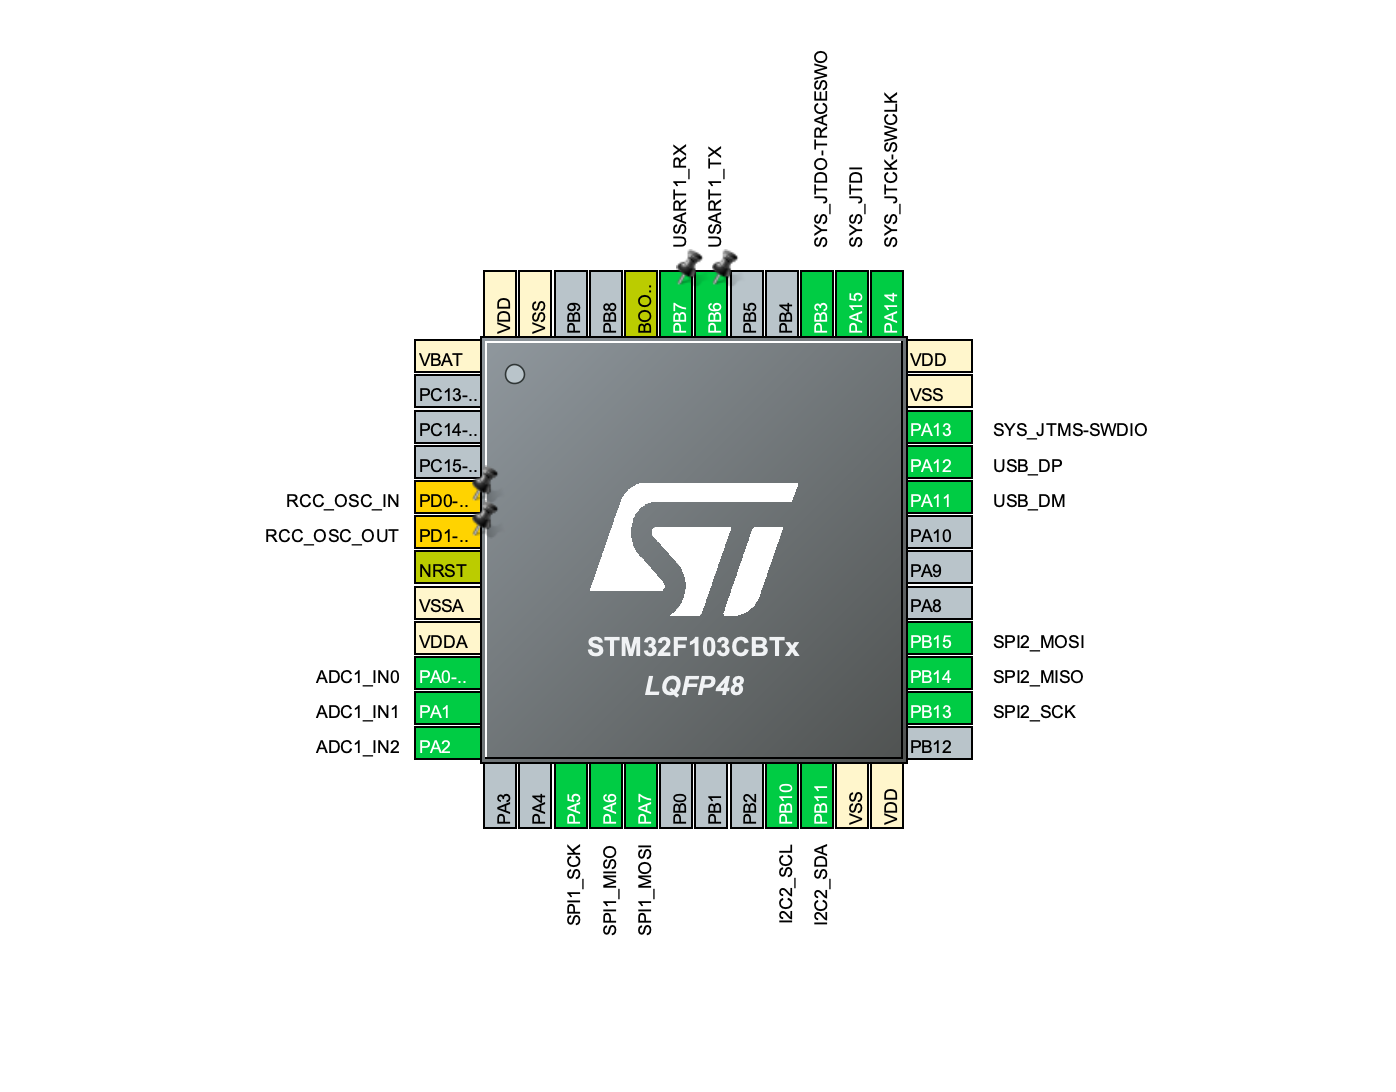 SYS_JTDO-TRACESWO
SYS_JTCK-SWCLK
USART1_RX
USART1_TX
SYS_JTDI
VDD
VSS
PB9
PB8
BOO..
PB7
PB6
PB5
PB4
PB3
PA15
PA14
VBAT
PC13-..
PC14-..
PC15-..
RCC_OSC_IN PD0-..
RCC_OSC_OUT PD1-..
NRST
VSSA
VDDA
ADC1_IN0 PA0-..
ADC1_IN1 PA1
ADC1_IN2 PA2
ST
STM32F103CBTx
LQFP48
VDD
VSS
PA13 SYS_JTMS-SWDIO
PA12 USB_DP
PA11 USB_DM
PA10
PA9
PA8
PB15 SPI2_MOSI
PB14 SPI2_MISO
PB13 SPI2_SCK
PB12
PA3
PA4
PA5
PA6
PA7
PB0
PB1
PB2
PB10
PB11
VSS
VDD
SPI1_SCK
SPI1_MISO
SPI1_MOSI
I2C2_SCL
I2C2_SDA